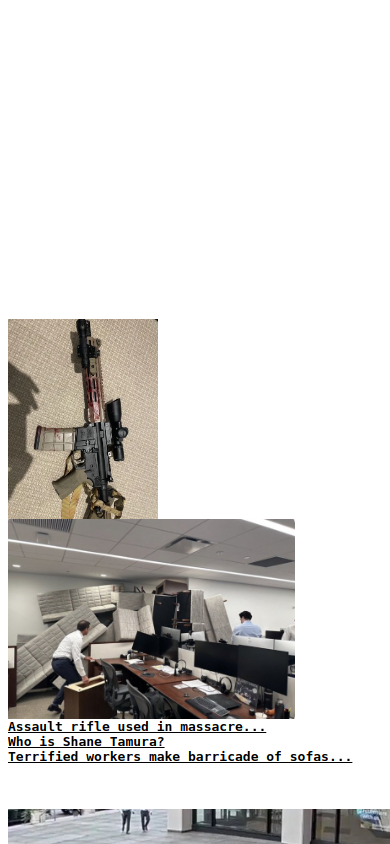 Assault rifle used in massacre...
Who is Shane Tamura?
Terrified workers make barricade of sofas...